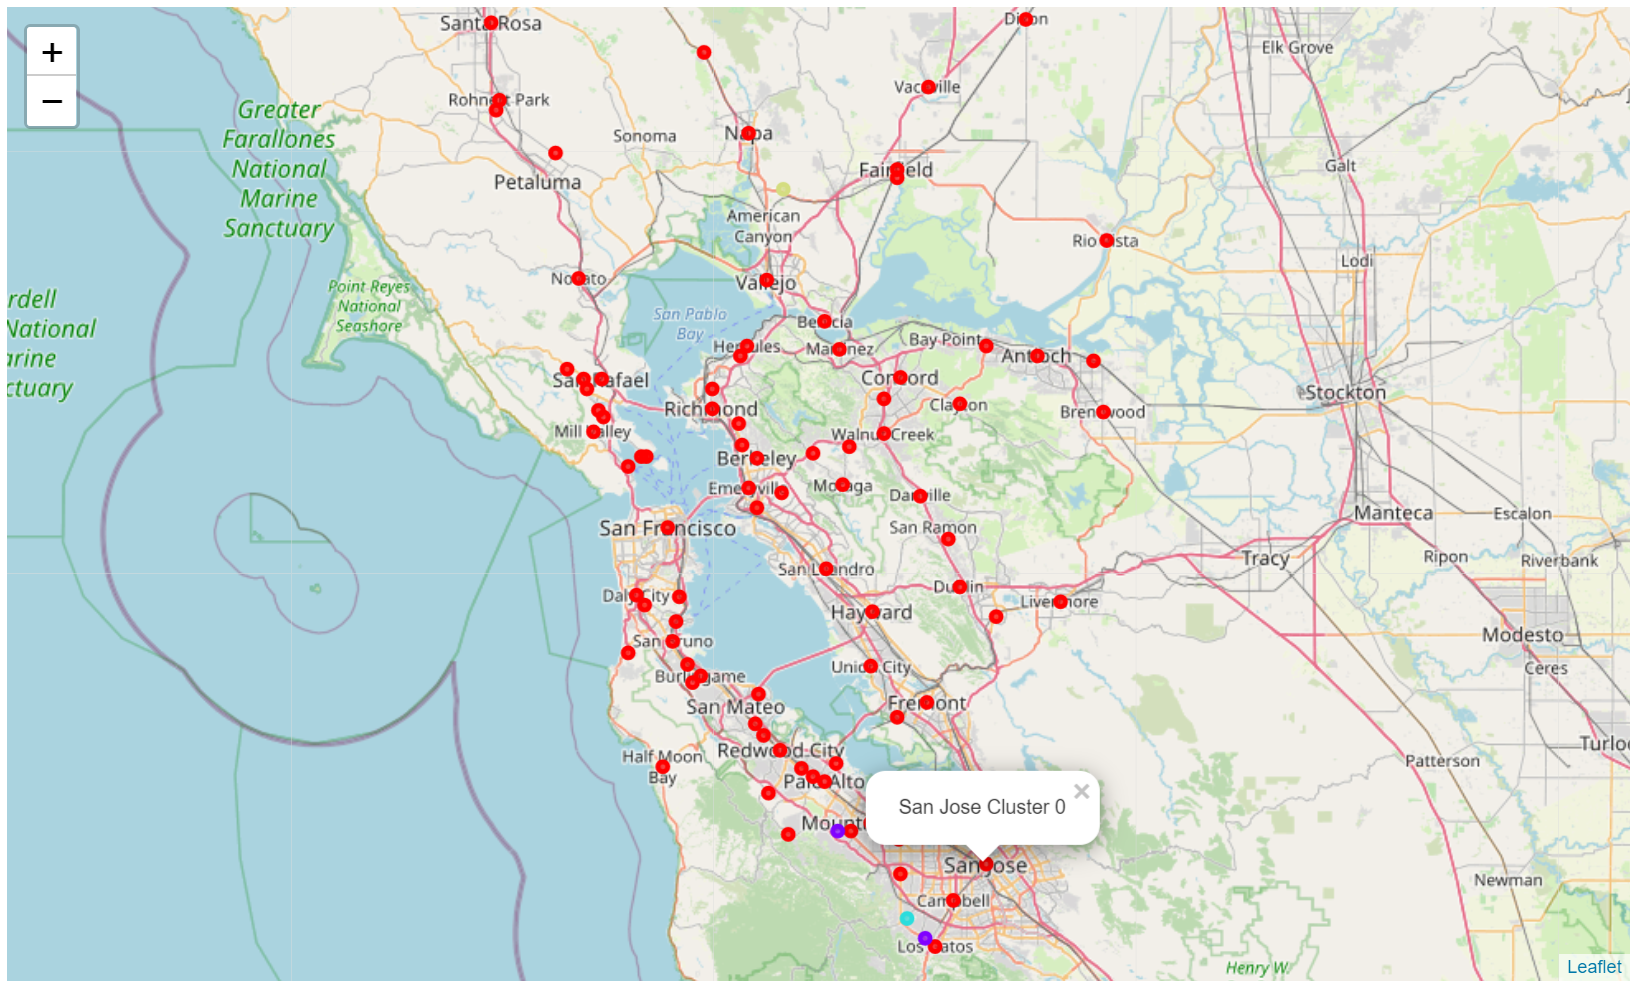 Santa Rosa
Dixon
Elk Grove
+
−
Vacaville
Rohnert Park
Greater
Farallones
National
Marine
Sanctuary
Sonoma
Napa
Galt
Fairfield
Petaluma
American
Canyon
Rio Vista
Lodi
Novato
Vallejo
Point Reyes
National
Seashore
rdell
National
arine
ctuary
San Pablo
Bay
Benicia
Hercules
Martinez
Bay Point
Antioch
San Rafael
Concord
Stockton
Richmond
Clayton
Brentwood
Mill Valley
Walnut Creek
Berkeley
Emeryville
Moraga
Danville
San Francisco
San Ramon
Manteca
Escalon
Tracy
Ripon
Riverbank
San Leandro
Dublin
Daly City
Livermore
Hayward
Modesto
San Bruno
Union City
Ceres
Burlingame
San Mateo
Fremont
Half Moon
Bay
Redwood City
Turloc
Patterson
Palo Alto
San Jose Cluster 0
×
Mount
San Jose
Newman
Campbell
Los Gatos
Henry W.
Leaflet